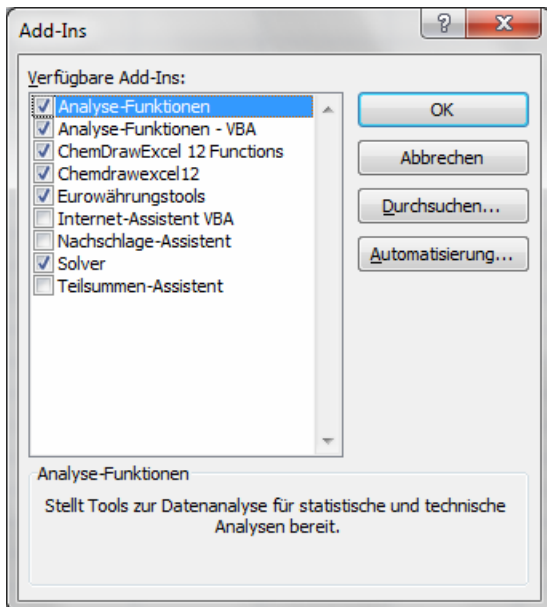 Add-Ins
Verfügbare Add-Ins:
Analyse-Funktionen
Analyse-Funktionen - VBA
ChemDrawExcel 12 Functions
Chemdrawexcel12
Eurowährungstools
Internet-Assistent VBA
Nachschlage-Assistent
Solver
Teilsummen-Assistent
OK
Abbrechen
Durchsuchen...
Automatisierung...
Analyse-Funktionen
Stellt Tools zur Datenanalyse für statistische und technische
Analysen bereit.